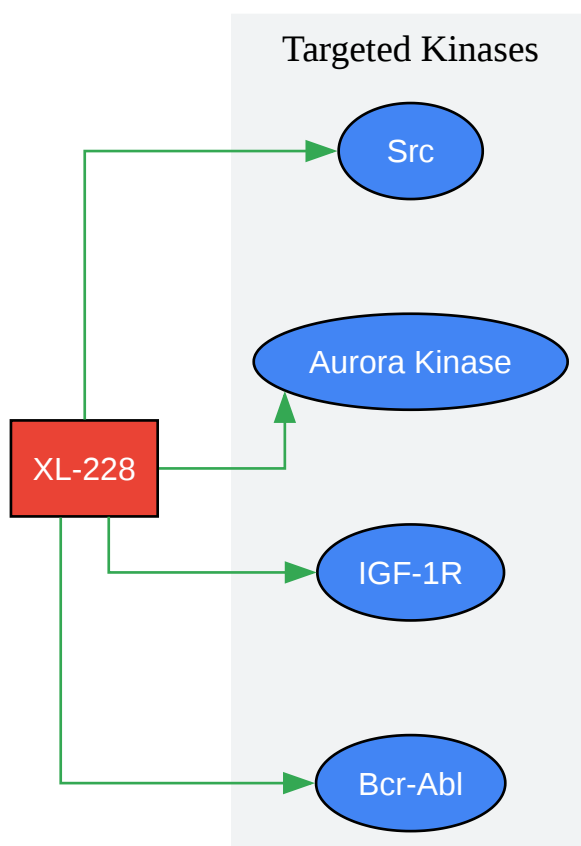 Targeted Kinases
Src
Aurora Kinase
XL-228
IGF-1R
Bcr-Abl